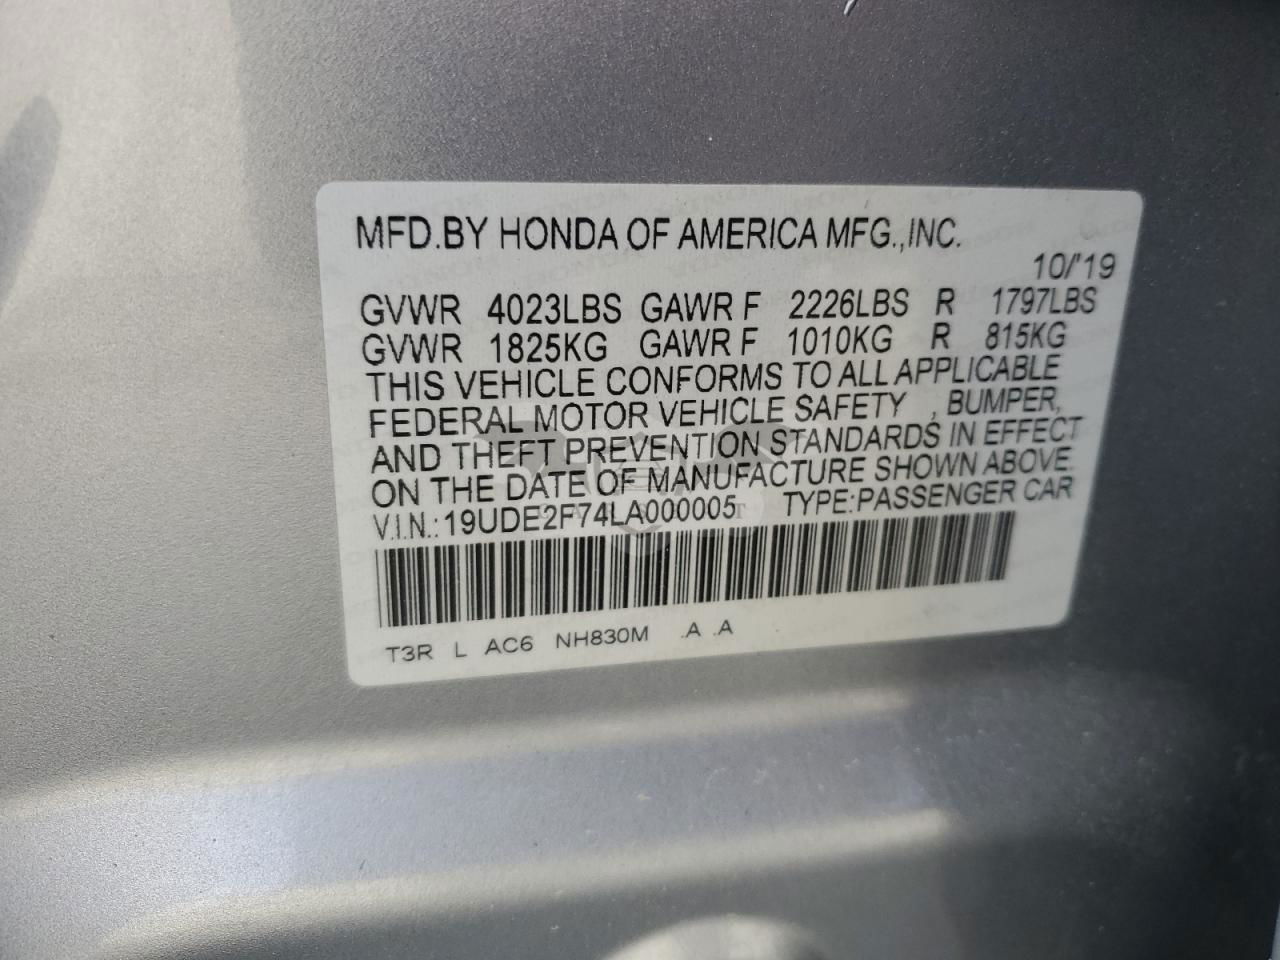 MFD.BY HONDA OF AMERICA MFG.,INC.
10/'19
GVWR 4023LBS GAWR F 2226LBS R 1797LBS
GVWR 1825KG GAWR F 1010KG R 815KG
THIS VEHICLE CONFORMS TO ALL APPLICABLE
FEDERAL MOTOR VEHICLE SAFETY , BUMPER,
AND THEFT PREVENTION STANDARDS IN EFFECT
ON THE DATE OF MANUFACTURE SHOWN ABOVE.
V.I.N.: 19UDE2F74LA000005 TYPE:PASSENGER CAR
T3R L AC6 NH830M .A .A